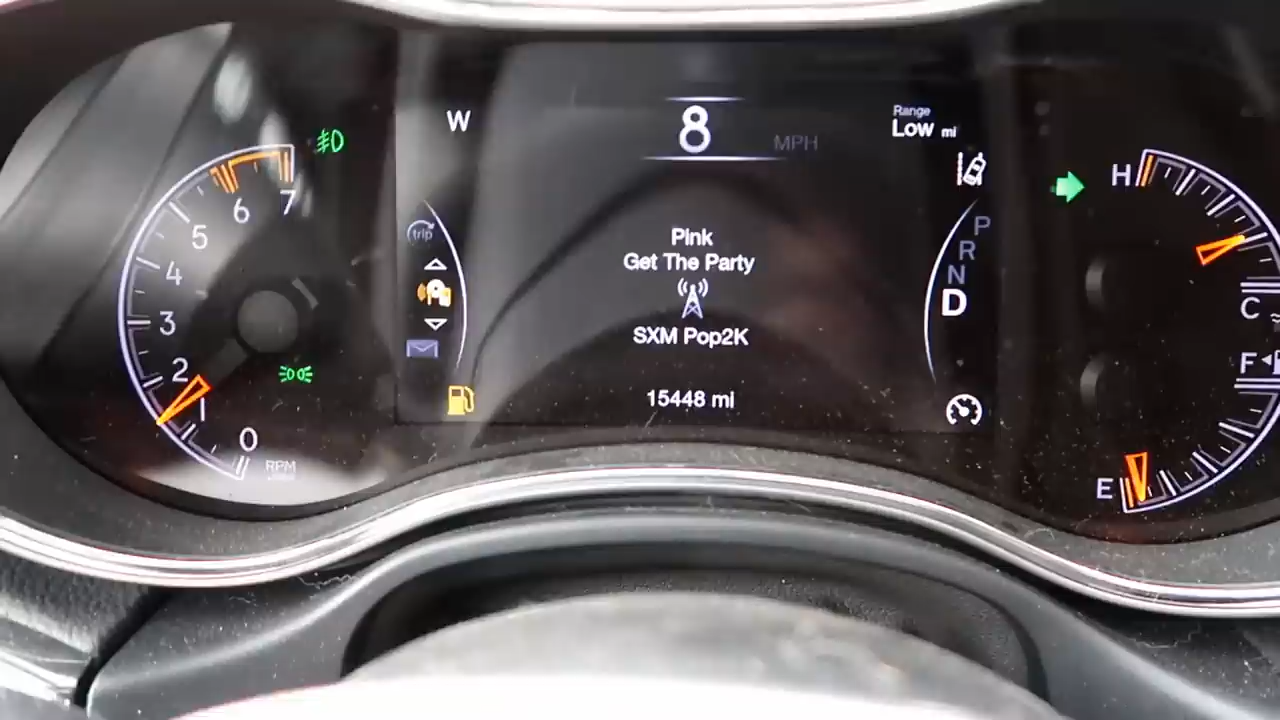 W
8
MPH
Range
Low mi
trip
Pink
Get The Party
SXM Pop2K
15448 mi
P
R
N
D
7
6
5
4
3
2
1
0
RPM
H
C
F
E